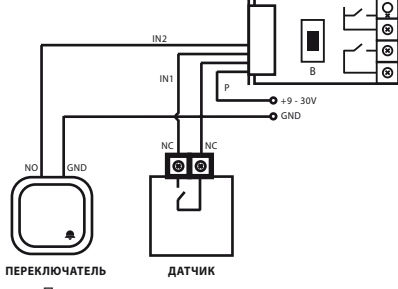 IN2
IN1
B
P
+9 - 30V
GND
NC NC
NO GND
ПЕРЕКЛЮЧАТЕЛЬ ДАТЧИК